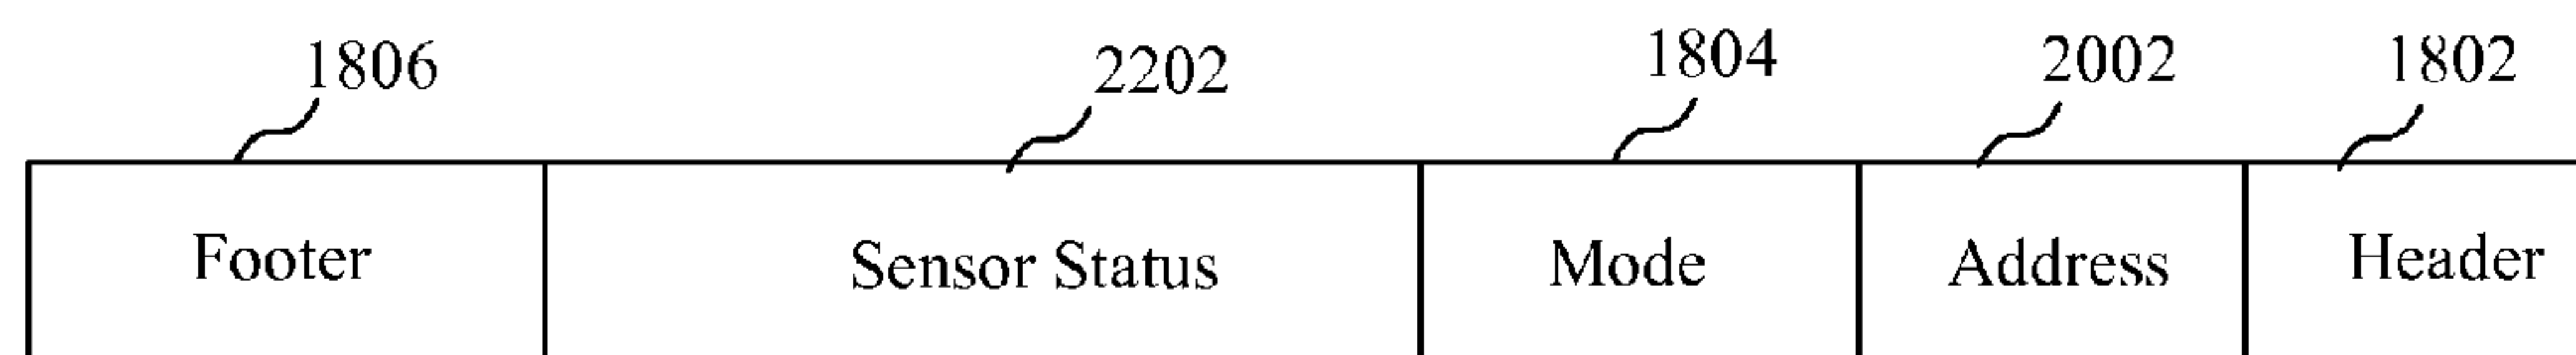 1806 2202 1804 2002 1802
Footer Sensor Status Mode Address Header